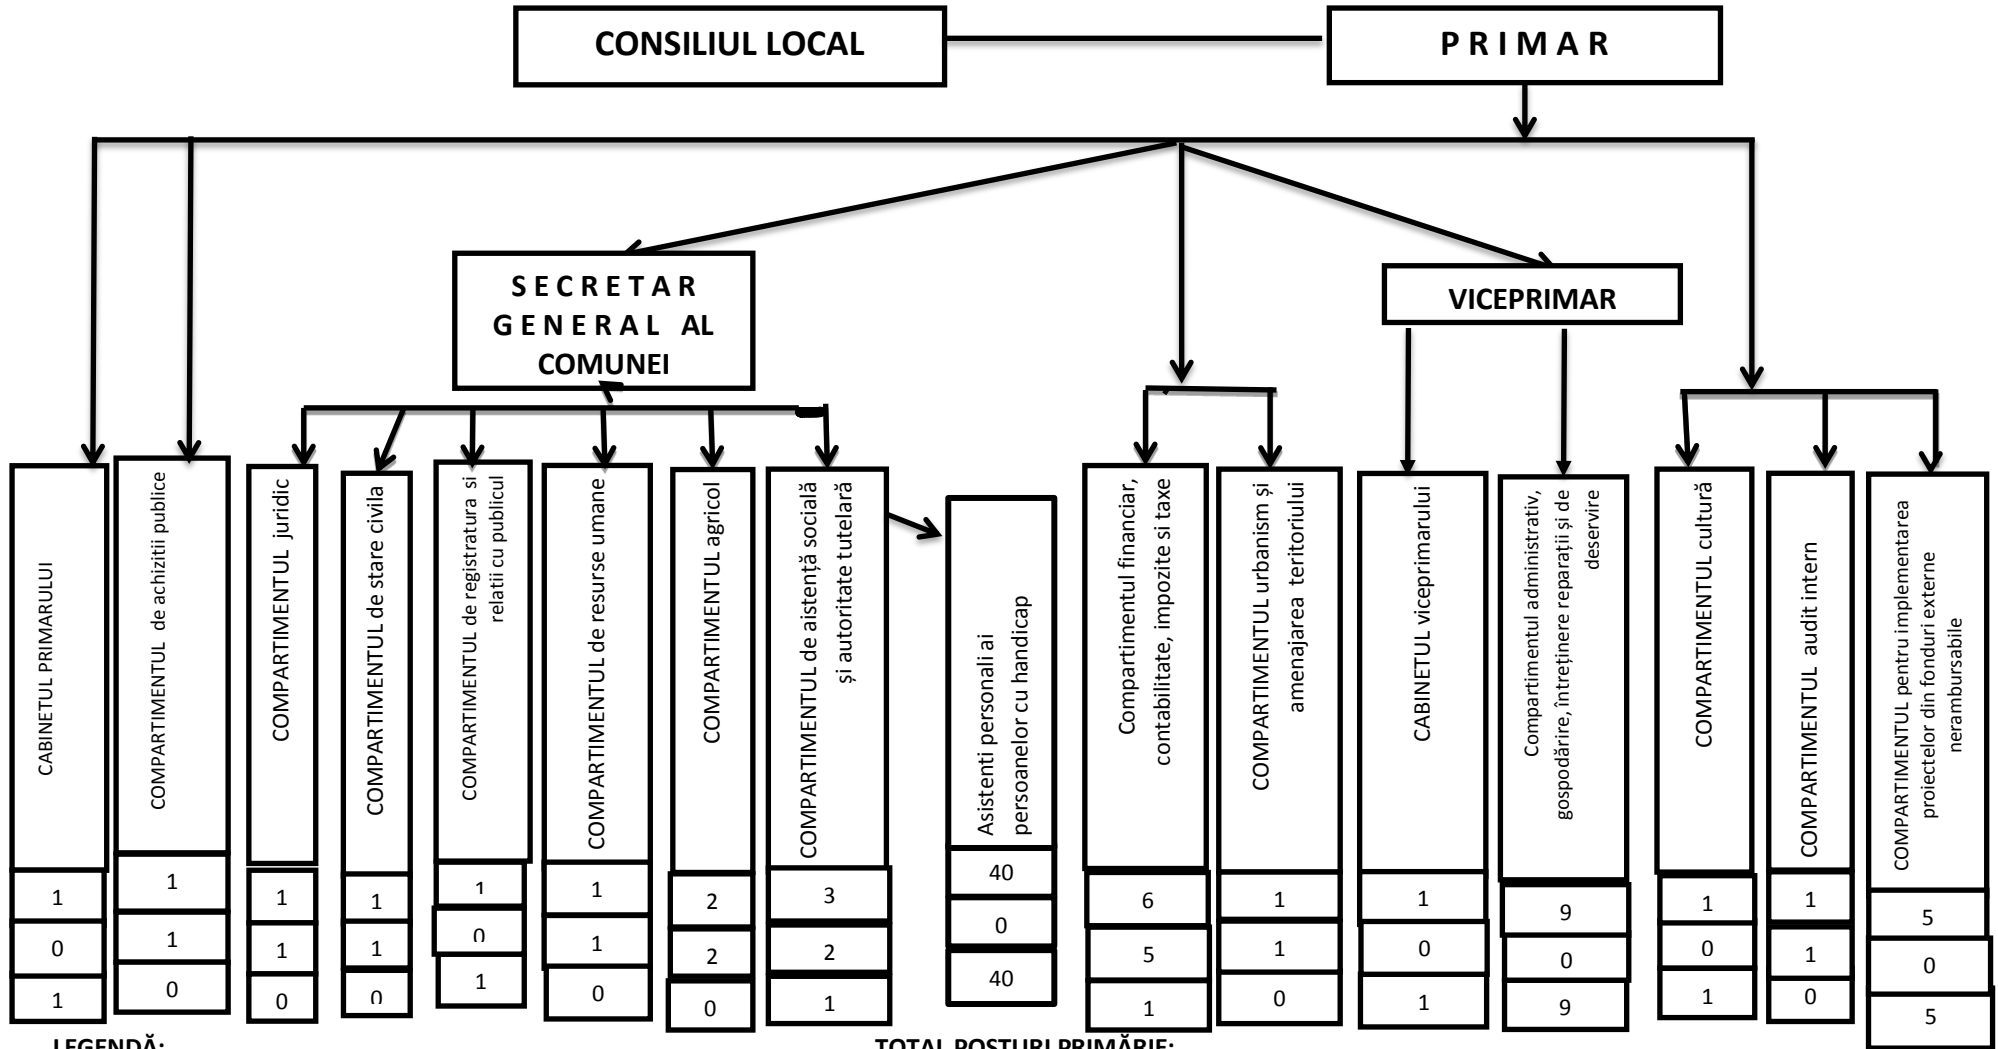 CONSILIUL LOCAL
P R I M A R
S E C R E T A R
G E N E R A L AL
COMUNEI
VICEPRIMAR
CABINETUL PRIMARULUI
1
0
1
COMPARTIMENTUL de achizitii publice
1
1
0
COMPARTIMENTUL juridic
1
1
0
COMPARTIMENTUL de stare civila
1
1
0
COMPARTIMENTUL de registratura si
relatii cu publicul
1
0
1
COMPARTIMENTUL de resurse umane
1
1
0
COMPARTIMENTUL agricol
2
2
0
COMPARTIMENTUL de aistență socială
și autoritate tutelară
3
2
1
Asistenti personali ai
persoanelor cu handicap
40
0
40
Compartimentul financiar,
contabilitate, impozite si taxe
6
5
1
COMPARTIMENTUL urbanism și
amenajarea teritoriului
1
1
0
CABINETUL viceprimarului
1
0
1
Compartimentul administrativ,
gospodărire, întreținere reparații și de
deservire
9
0
9
COMPARTIMENTUL cultură
1
0
1
COMPARTIMENTUL audit intern
1
1
0
COMPARTIMENTUL pentru implementarea
proiectelor din fonduri externe
nerambursabile
5
0
5
LEGENDĂ:
TOTAL POSTURI PRIMĂRIE: